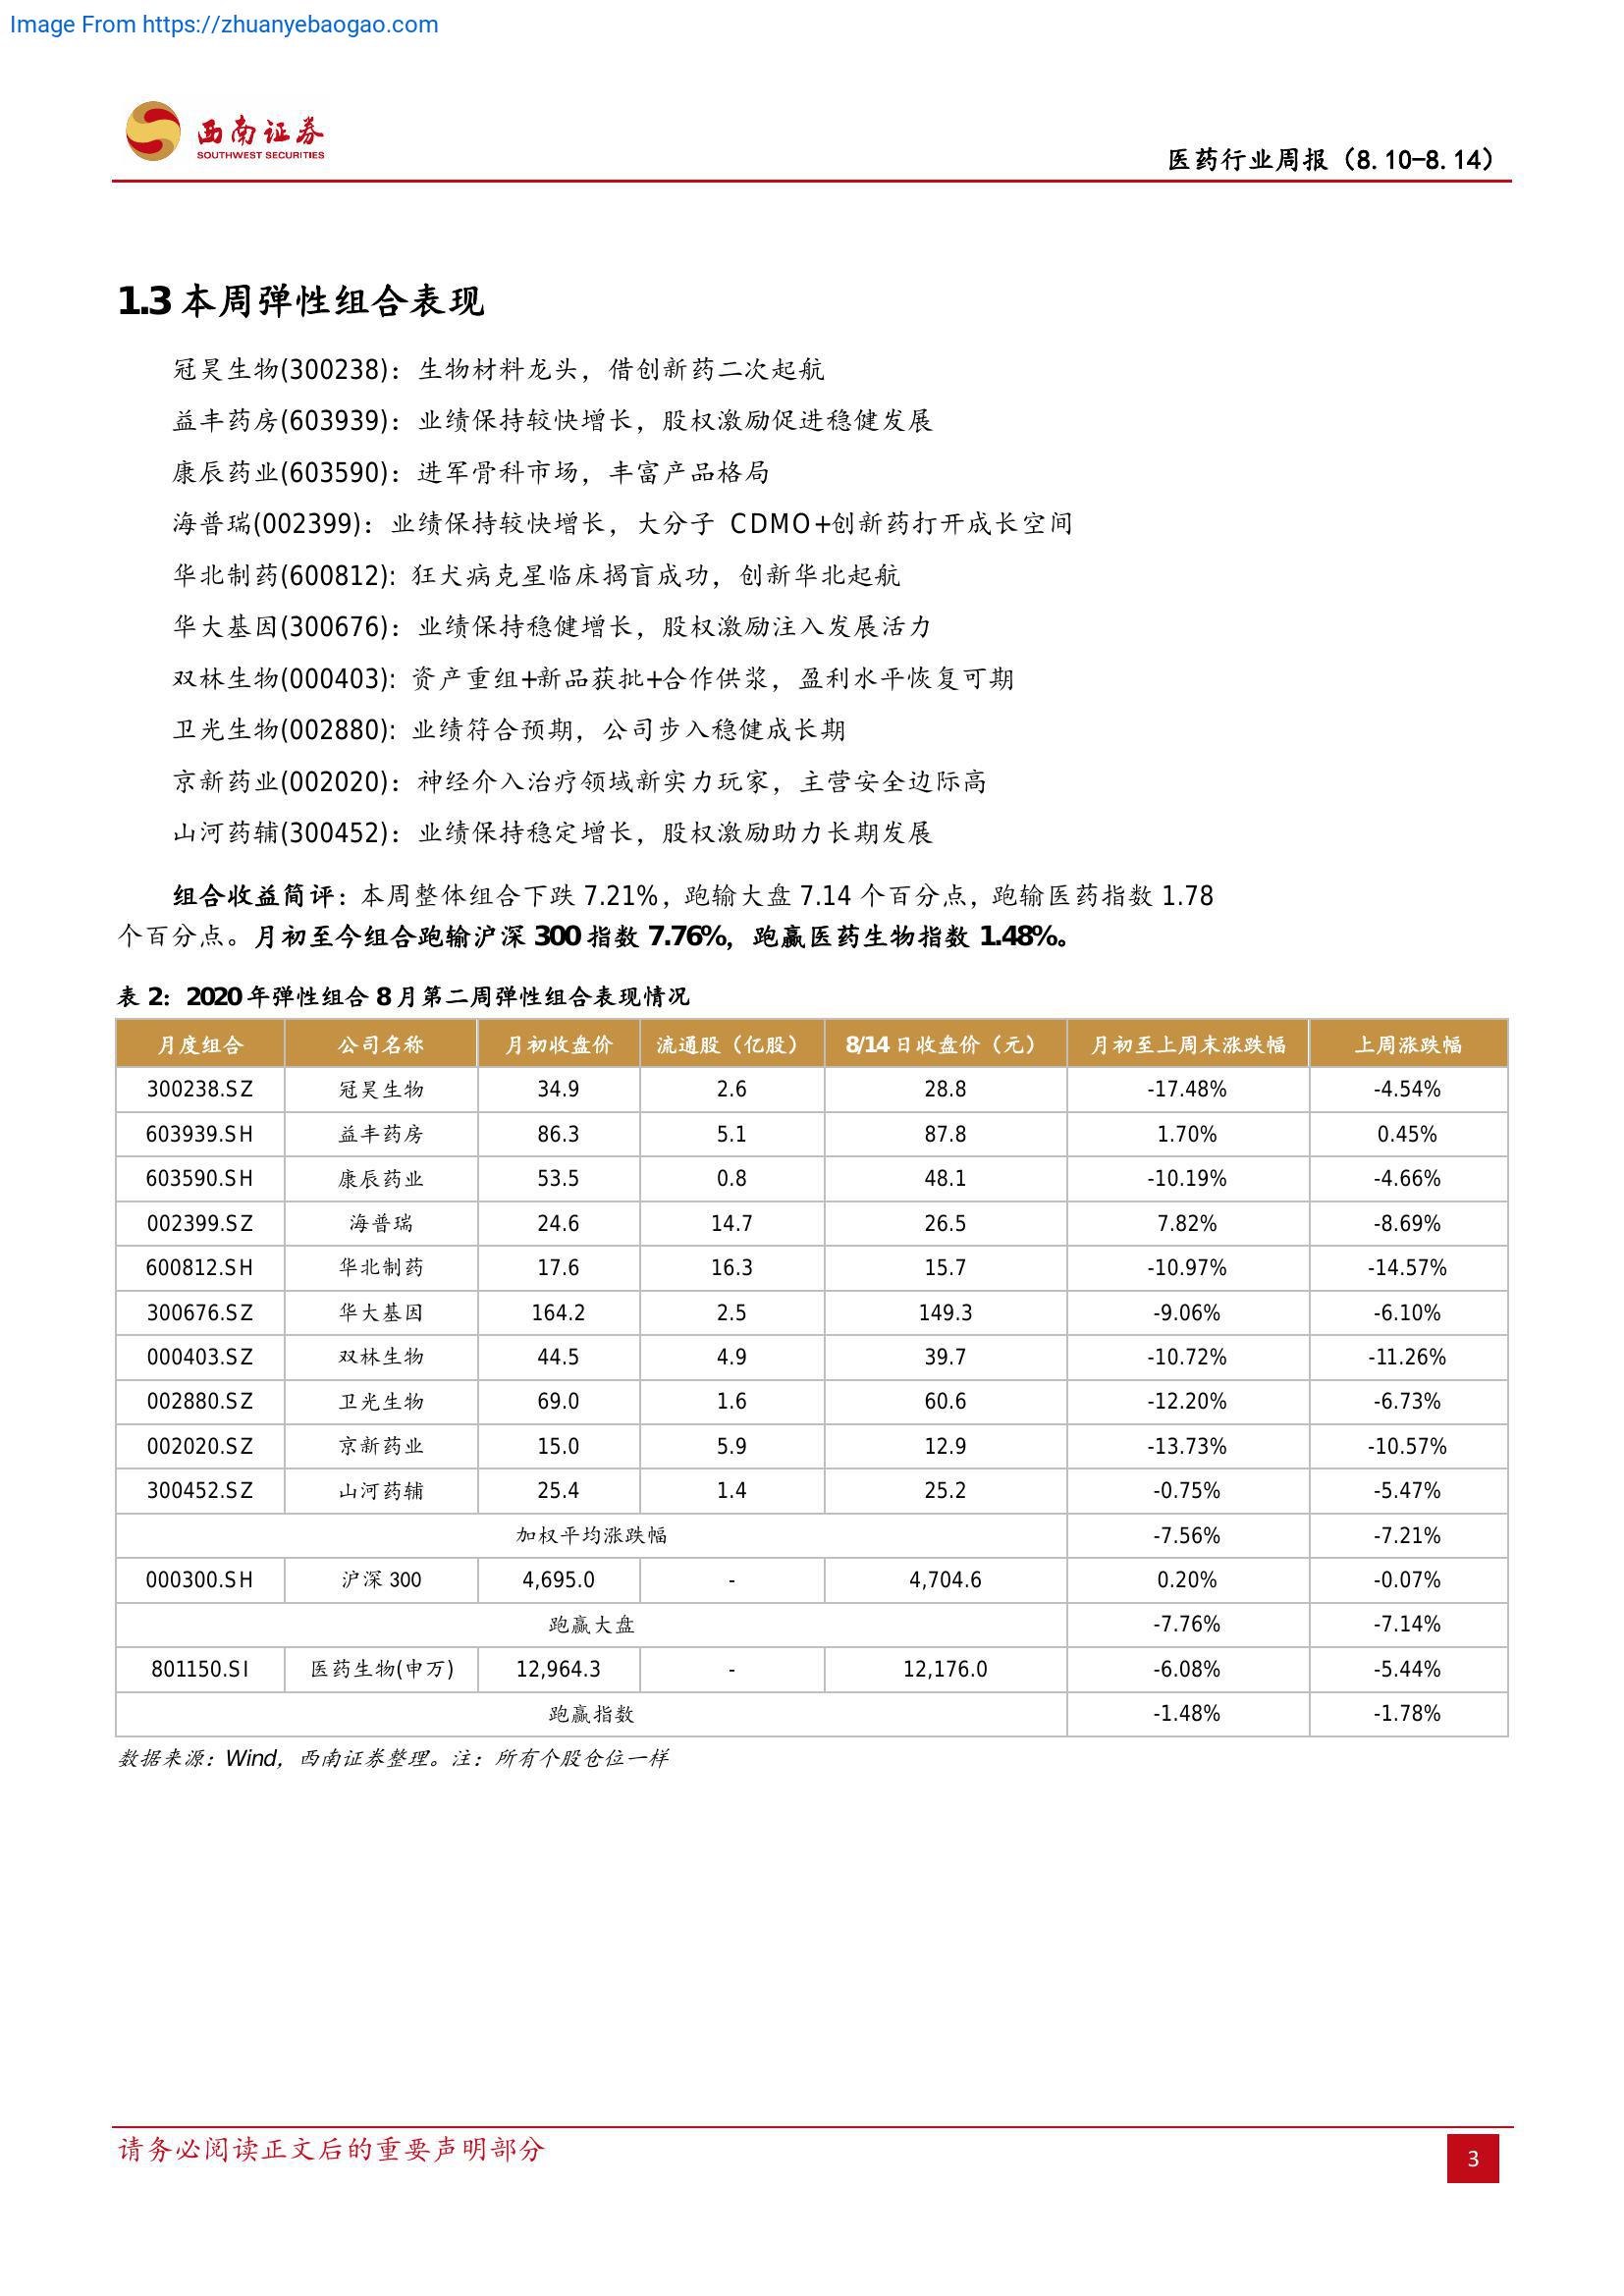 Image From https://zhuanyebaogao.com
西南证券
SOUTHWEST SECURITIES
医药行业周报（8.10-8.14）
1.3 本周弹性组合表现
冠昊生物(300238)：生物材料龙头，借创新药二次起航
益丰药房(603939)：业绩保持较快增长，股权激励促进稳健发展
康辰药业(603590)：进军骨科市场，丰富产品格局
海普瑞(002399)：业绩保持较快增长，大分子 CDMO+创新药打开成长空间
华北制药(600812): 狂犬病克星临床揭盲成功，创新华北起航
华大基因(300676)：业绩保持稳健增长，股权激励注入发展活力
双林生物(000403): 资产重组+新品获批+合作供浆，盈利水平恢复可期
卫光生物(002880): 业绩符合预期，公司步入稳健成长期
京新药业(002020)：神经介入治疗领域新实力玩家，主营安全边际高
山河药辅(300452)：业绩保持稳定增长，股权激励助力长期发展
组合收益简评：本周整体组合下跌 7.21%，跑输大盘 7.14 个百分点，跑输医药指数 1.78
个百分点。月初至今组合跑输沪深 300 指数 7.76%，跑赢医药生物指数 1.48%。
表 2：2020 年弹性组合 8 月第二周弹性组合表现情况
月度组合 公司名称 月初收盘价 流通股（亿股） 8/14 日收盘价（元） 月初至上周末涨跌幅 上周涨跌幅
300238.SZ 冠昊生物 34.9 2.6 28.8 -17.48% -4.54%
603939.SH 益丰药房 86.3 5.1 87.8 1.70% 0.45%
603590.SH 康辰药业 53.5 0.8 48.1 -10.19% -4.66%
002399.SZ 海普瑞 24.6 14.7 26.5 7.82% -8.69%
600812.SH 华北制药 17.6 16.3 15.7 -10.97% -14.57%
300676.SZ 华大基因 164.2 2.5 149.3 -9.06% -6.10%
000403.SZ 双林生物 44.5 4.9 39.7 -10.72% -11.26%
002880.SZ 卫光生物 69.0 1.6 60.6 -12.20% -6.73%
002020.SZ 京新药业 15.0 5.9 12.9 -13.73% -10.57%
300452.SZ 山河药辅 25.4 1.4 25.2 -0.75% -5.47%
加权平均涨跌幅 -7.56% -7.21%
000300.SH 沪深 300 4,695.0 - 4,704.6 0.20% -0.07%
跑赢大盘 -7.76% -7.14%
801150.SI 医药生物(申万) 12,964.3 - 12,176.0 -6.08% -5.44%
跑赢指数 -1.48% -1.78%
数据来源：Wind，西南证券整理。注：所有个股仓位一样
请务必阅读正文后的重要声明部分
3